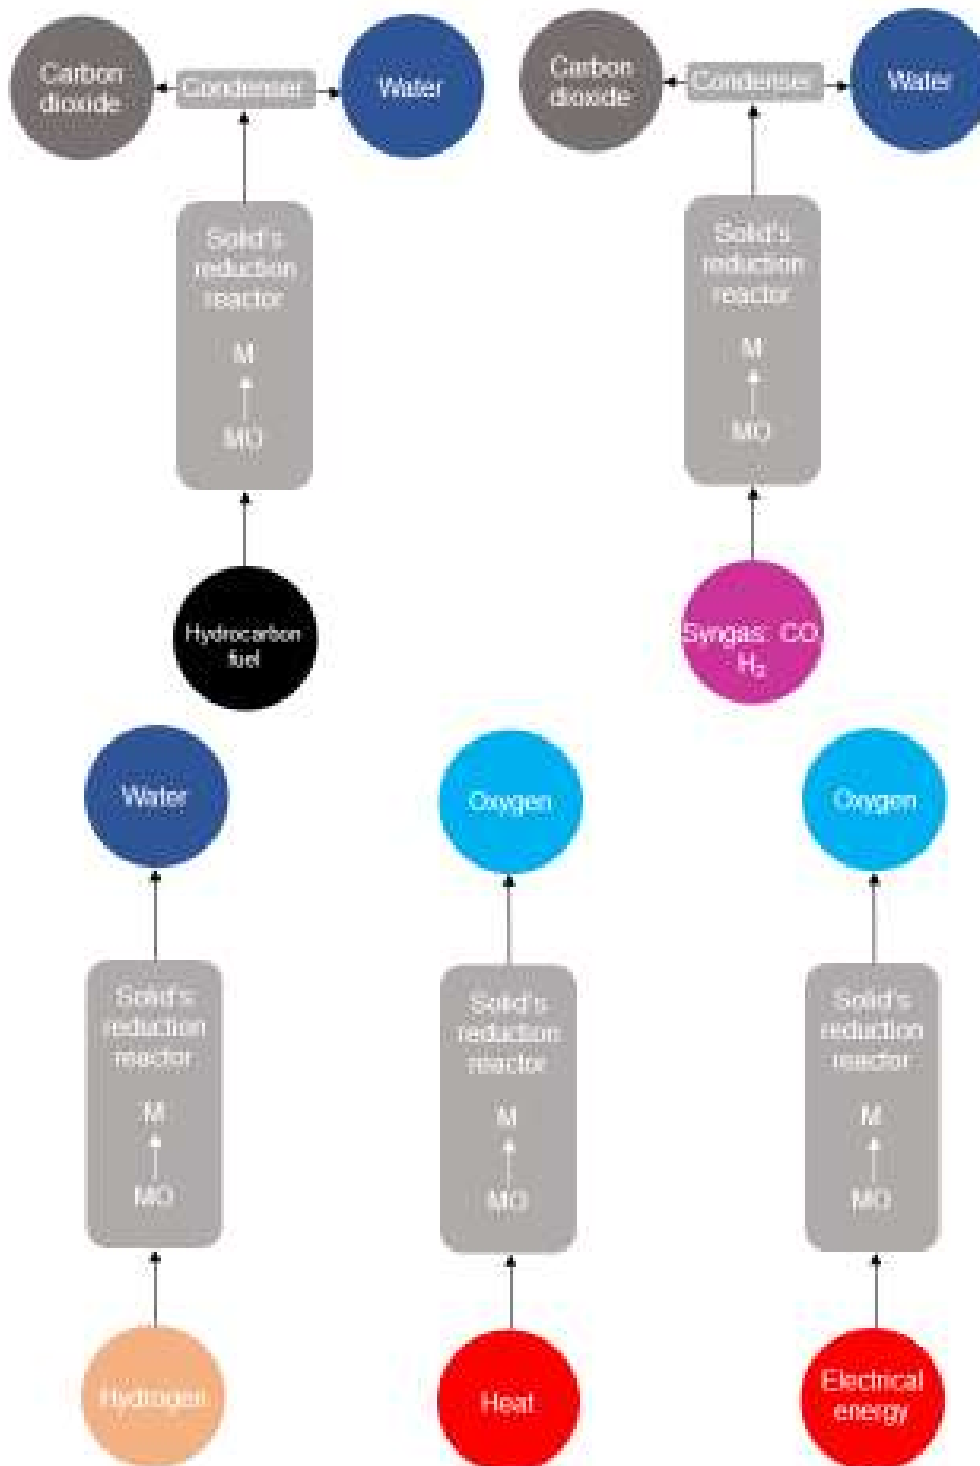 Carbon
dioxide
Condenser
Water
Solid's
reduction
reactor
M
MO
Hydrocarbon
fuel
Carbon
dioxide
Condenser
Water
Solid's
reduction
reactor
M
MO
Syngas: CO,
H₂
Water
Solid's
reduction
reactor
M
MO
Hydrogen
Oxygen
Solid's
reduction
reactor
M
MO
Heat
Oxygen
Solid's
reduction
reactor
M
MO
Electrical
energy